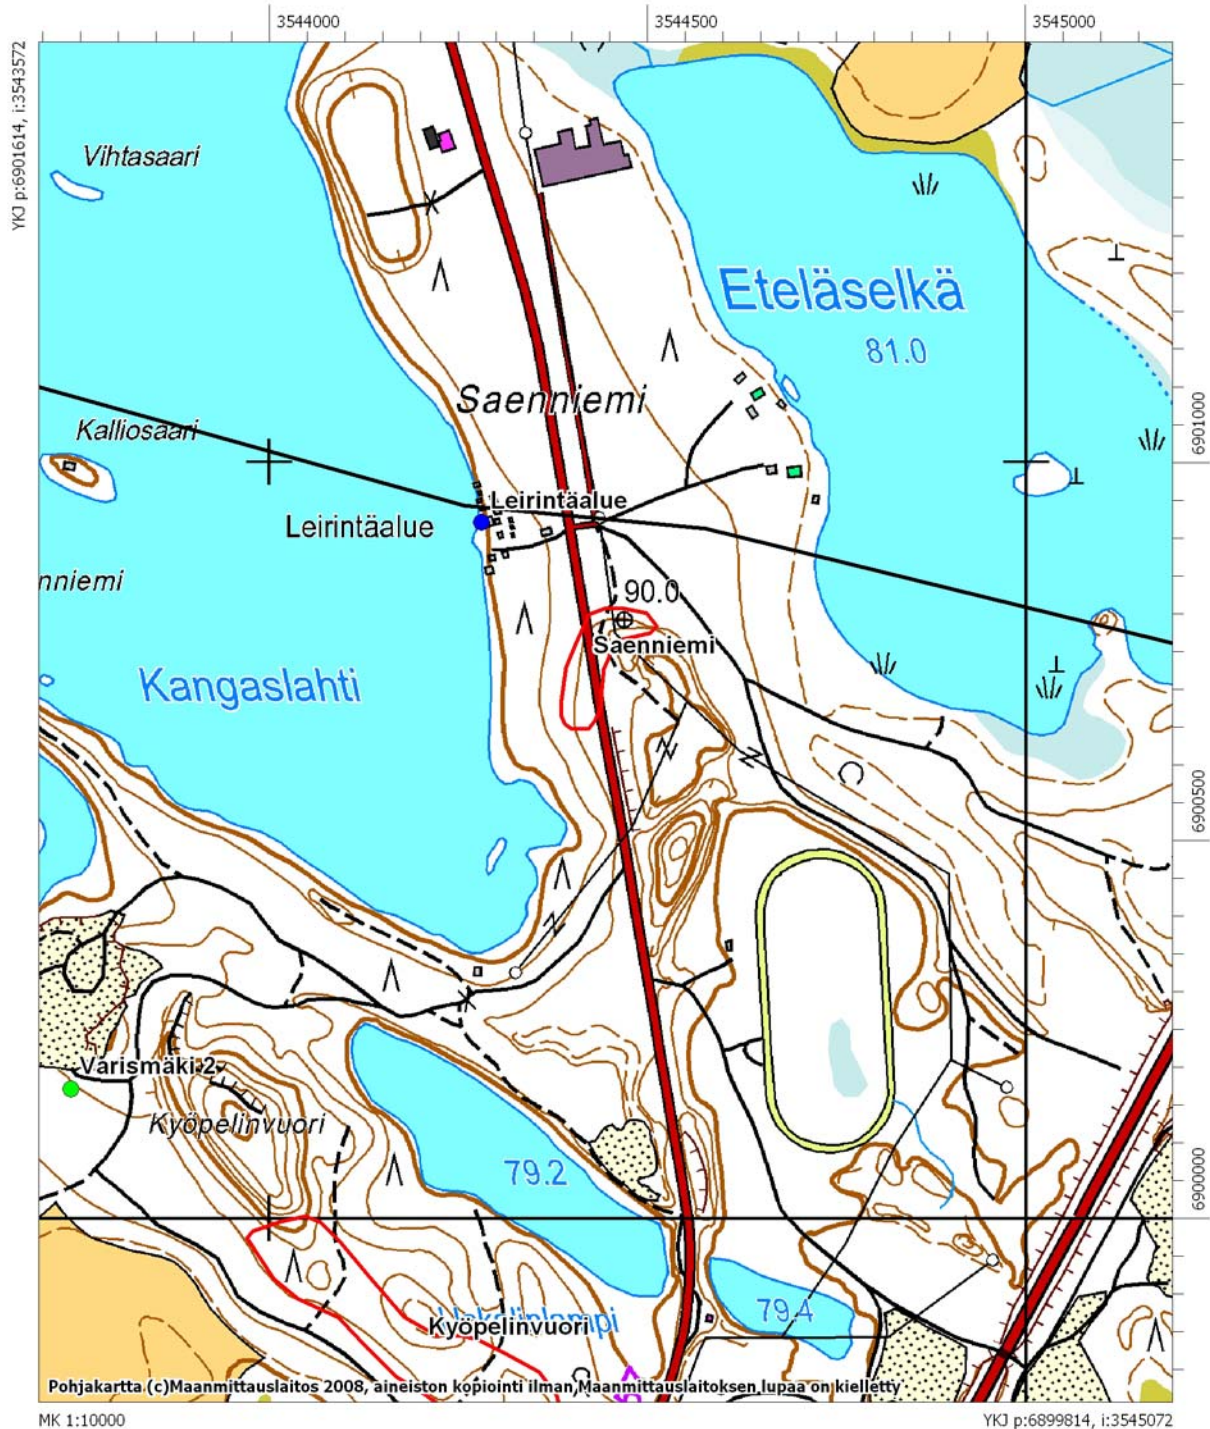 3544000
3544500
3545000
YKJ p:6901614, i:3543572
Vihtasaari
Eteläselkä
81.0
Saenniemi
6901000
Kalliosaari
Leirintäalue
Leirintäalue
nniemi
90.0
Saenniemi
Kangaslahti
6900500
Varismäki 2
Kyöpelinvuori
79.2
6900000
79.4
Kyöpelinvuori
Pohjakartta (c)Maanmittauslaitos 2008, aineiston kopiointi ilman Maanmittauslaitoksen lupaa on kielletty
MK 1:10000
YKJ p:6899814, i:3545072